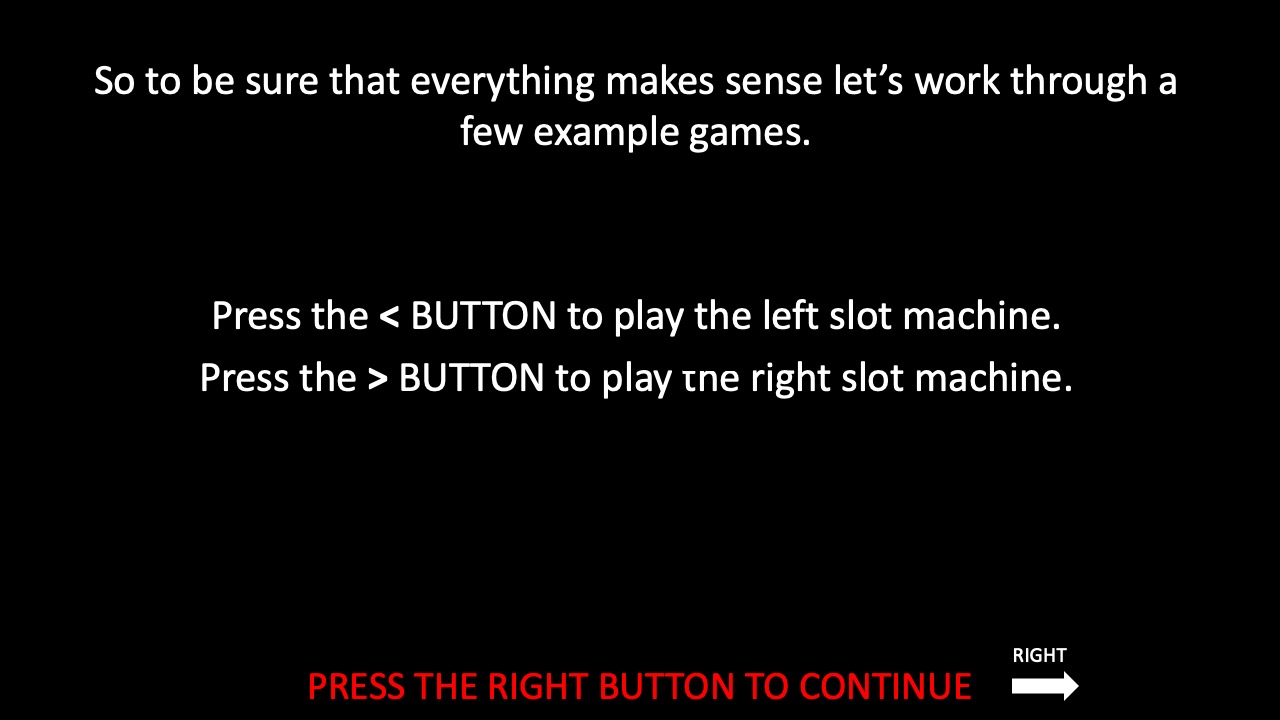 So to be sure that everything makes sense let’s work through a
few example games.
Press the < BUTTON to play the left slot machine.
Press the > BUTTON to play τne right slot machine.
RIGHT
PRESS THE RIGHT BUTTON TO CONTINUE